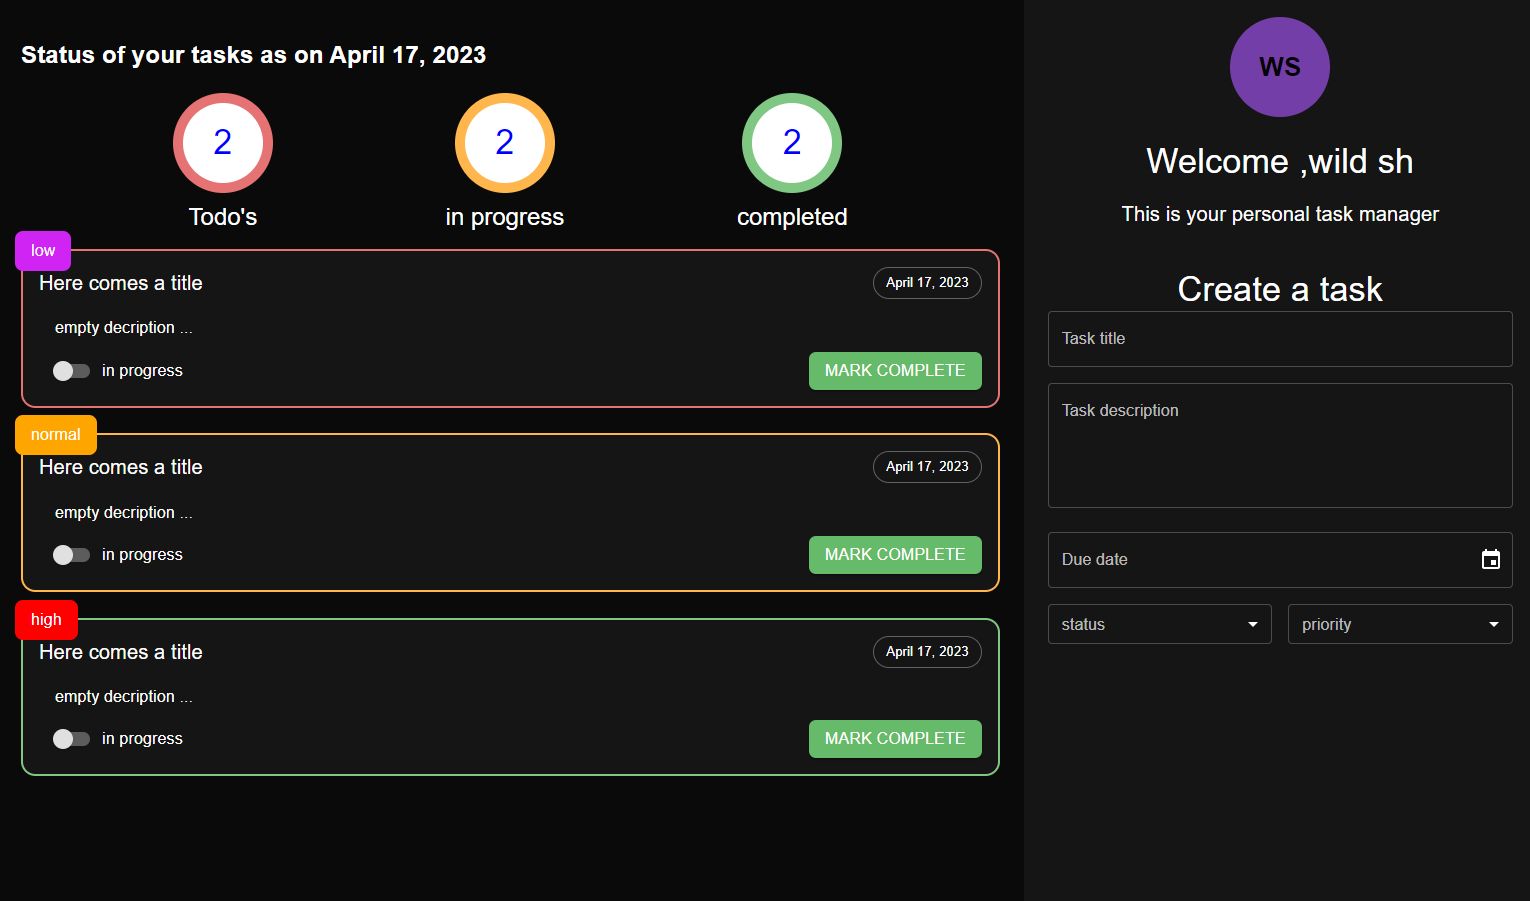 Status of your tasks as on April 17, 2023
2
2
2
Todo's
in progress
completed
low
Here comes a title
April 17, 2023
empty decription ...
in progress
MARK COMPLETE
normal
Here comes a title
April 17, 2023
empty decription ...
in progress
MARK COMPLETE
high
Here comes a title
April 17, 2023
empty decription ...
in progress
MARK COMPLETE
WS
Welcome ,wild sh
This is your personal task manager
Create a task
Task title
Task description
Due date
status
priority